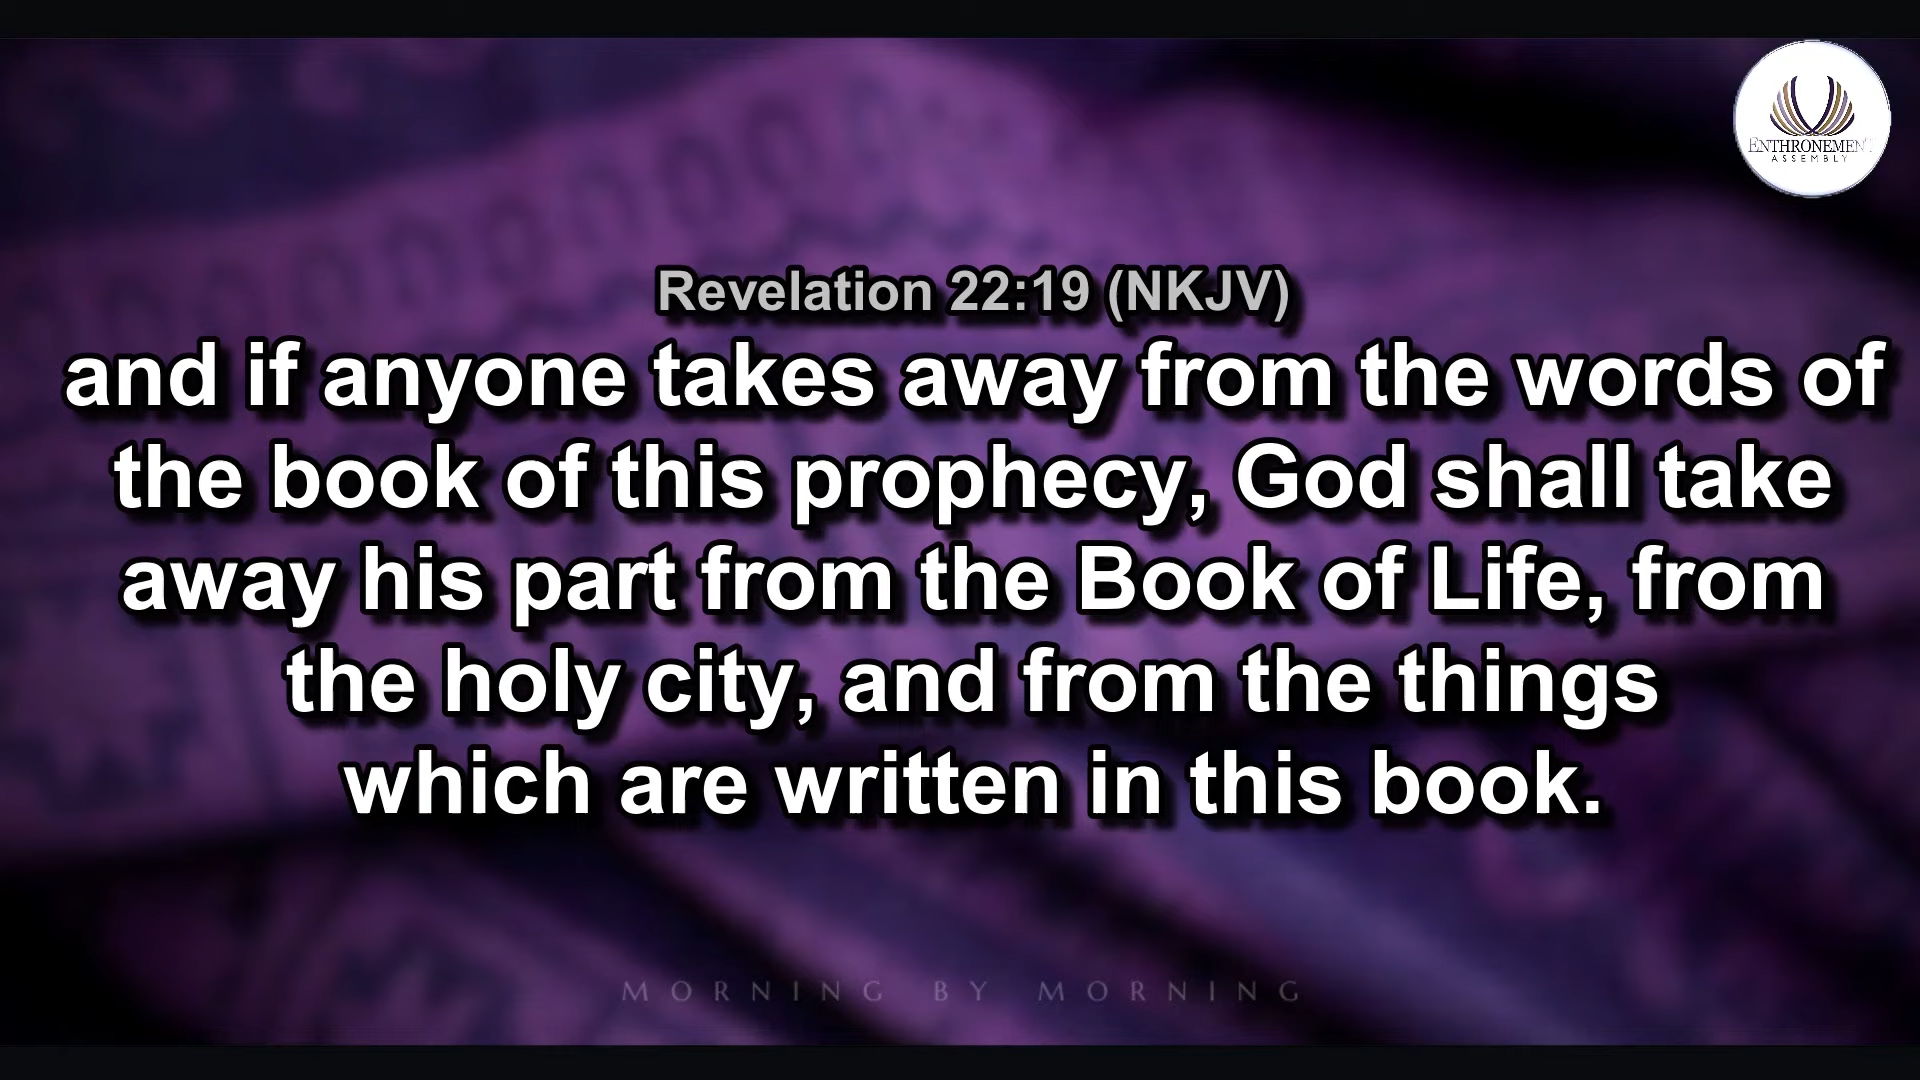 ENTHRONEMENT
ASSEMBLY
Revelation 22:19 (NKJV)
and if anyone takes away from the words of
the book of this prophecy, God shall take
away his part from the Book of Life, from
the holy city, and from the things
which are written in this book.
MORNING BY MORNING